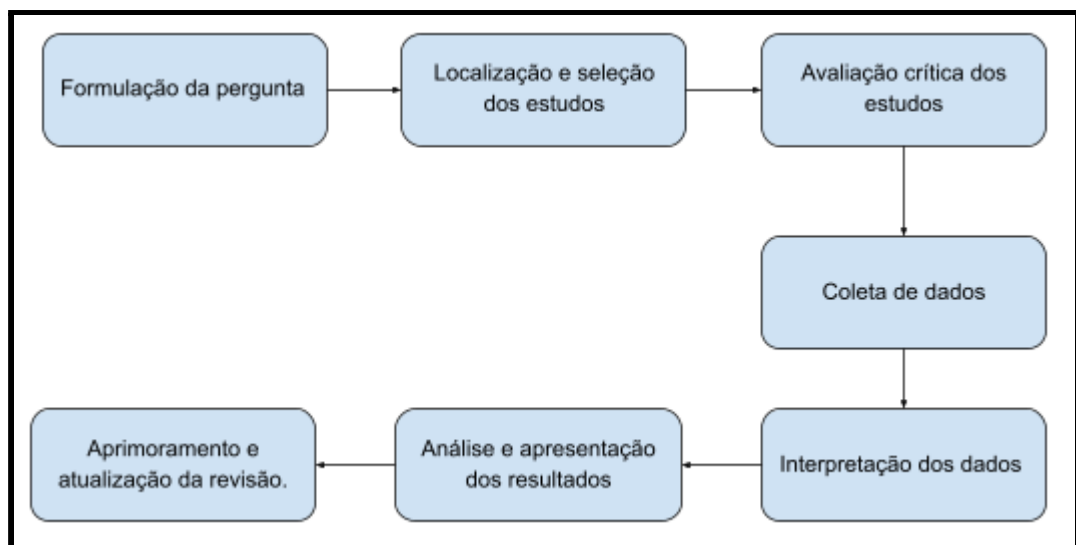 Formulação da pergunta
Localização e seleção
dos estudos
Avaliação crítica dos
estudos
Coleta de dados
Interpretação dos dados
Análise e apresentação
dos resultados
Aprimoramento e
atualização da revisão.